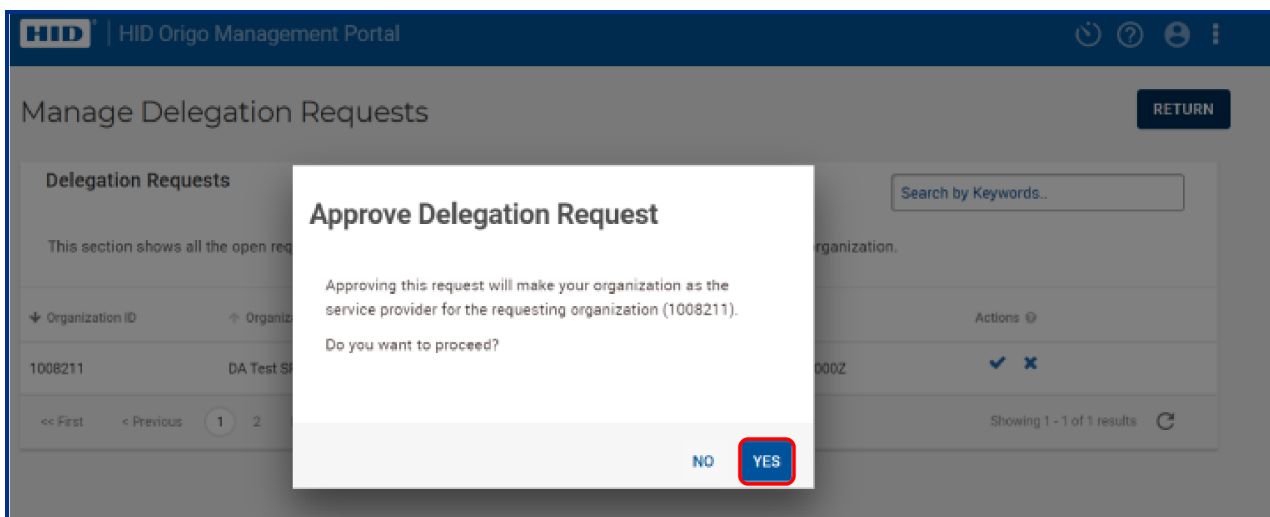 HID | HID Origo Management Portal
Manage Delegation Requests
RETURN
Delegation Requests
Search by Keywords..
This section shows all the open req
rganization.
Approve Delegation Request
Approving this request will make your organization as the
service provider for the requesting organization (1008211).
Do you want to proceed?
Organization ID
Organiz
Actions
1008211
DA Test SP
000Z
<< First < Previous 1 2
Showing 1 - 1 of 1 results
NO YES